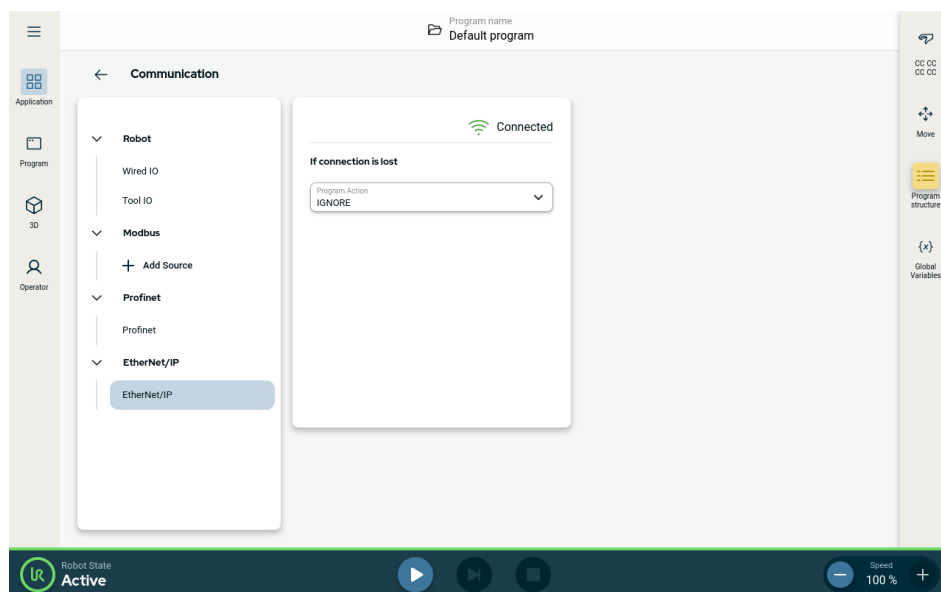 Program name
Default program
Application
Program
3D
Operator
Communication
Robot
Wired IO
Tool IO
Modbus
Add Source
Profinet
Profinet
EtherNet/IP
EtherNet/IP
Connected
If connection is lost
Program Action
IGNORE
CC CC
CC CC
Move
Program
structure
{x}
Global
Variables
UR
Robot State
Active
Speed
100 %